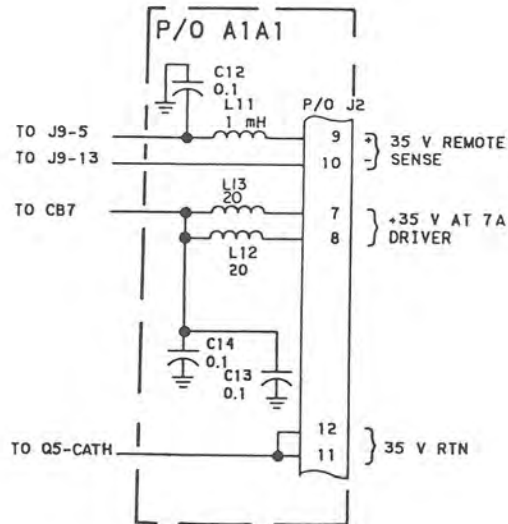 P/O A1A1
C12
0.1
L11
1 mH
P/O J2
TO J9-5
9
+
35 V REMOTE
SENSE
TO J9-13
10
-
L13
20
TO CB7
7
+35 V AT 7A
DRIVER
8
L12
20
C14
0.1
C13
0.1
12
TO Q5-CATH
11
35 V RTN